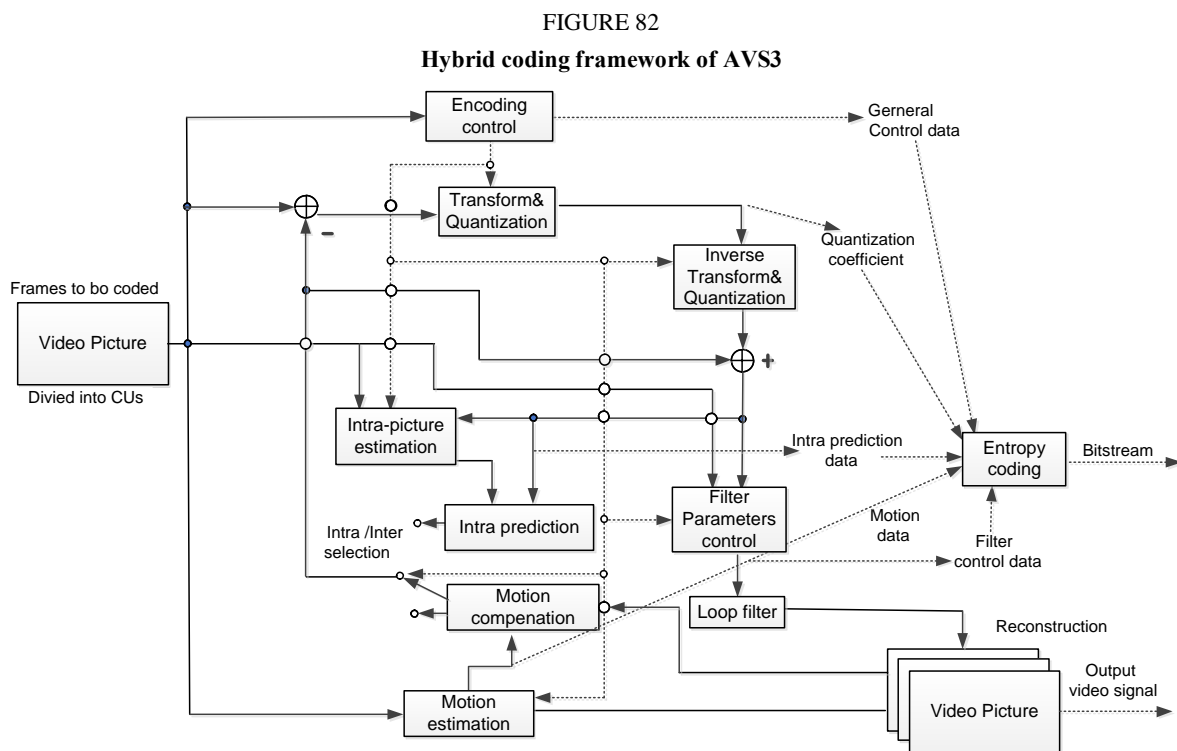 FIGURE 82
Hybrid coding framework of AVS3
Encoding
control
Gerneral
Control data
Transform&
Quantization
-
Quantization
coefficient
Inverse
Transform&
Quantization
Frames to bo coded
Video Picture
Divied into CUs
+
Intra-picture
estimation
Intra prediction
data
Entropy
coding
Bitstream
Intra prediction
Filter
Parameters
control
Motion
data
Filter
control data
Intra /Inter
selection
Motion
compenation
Loop filter
Reconstruction
Motion
estimation
Video Picture
Output
video signal